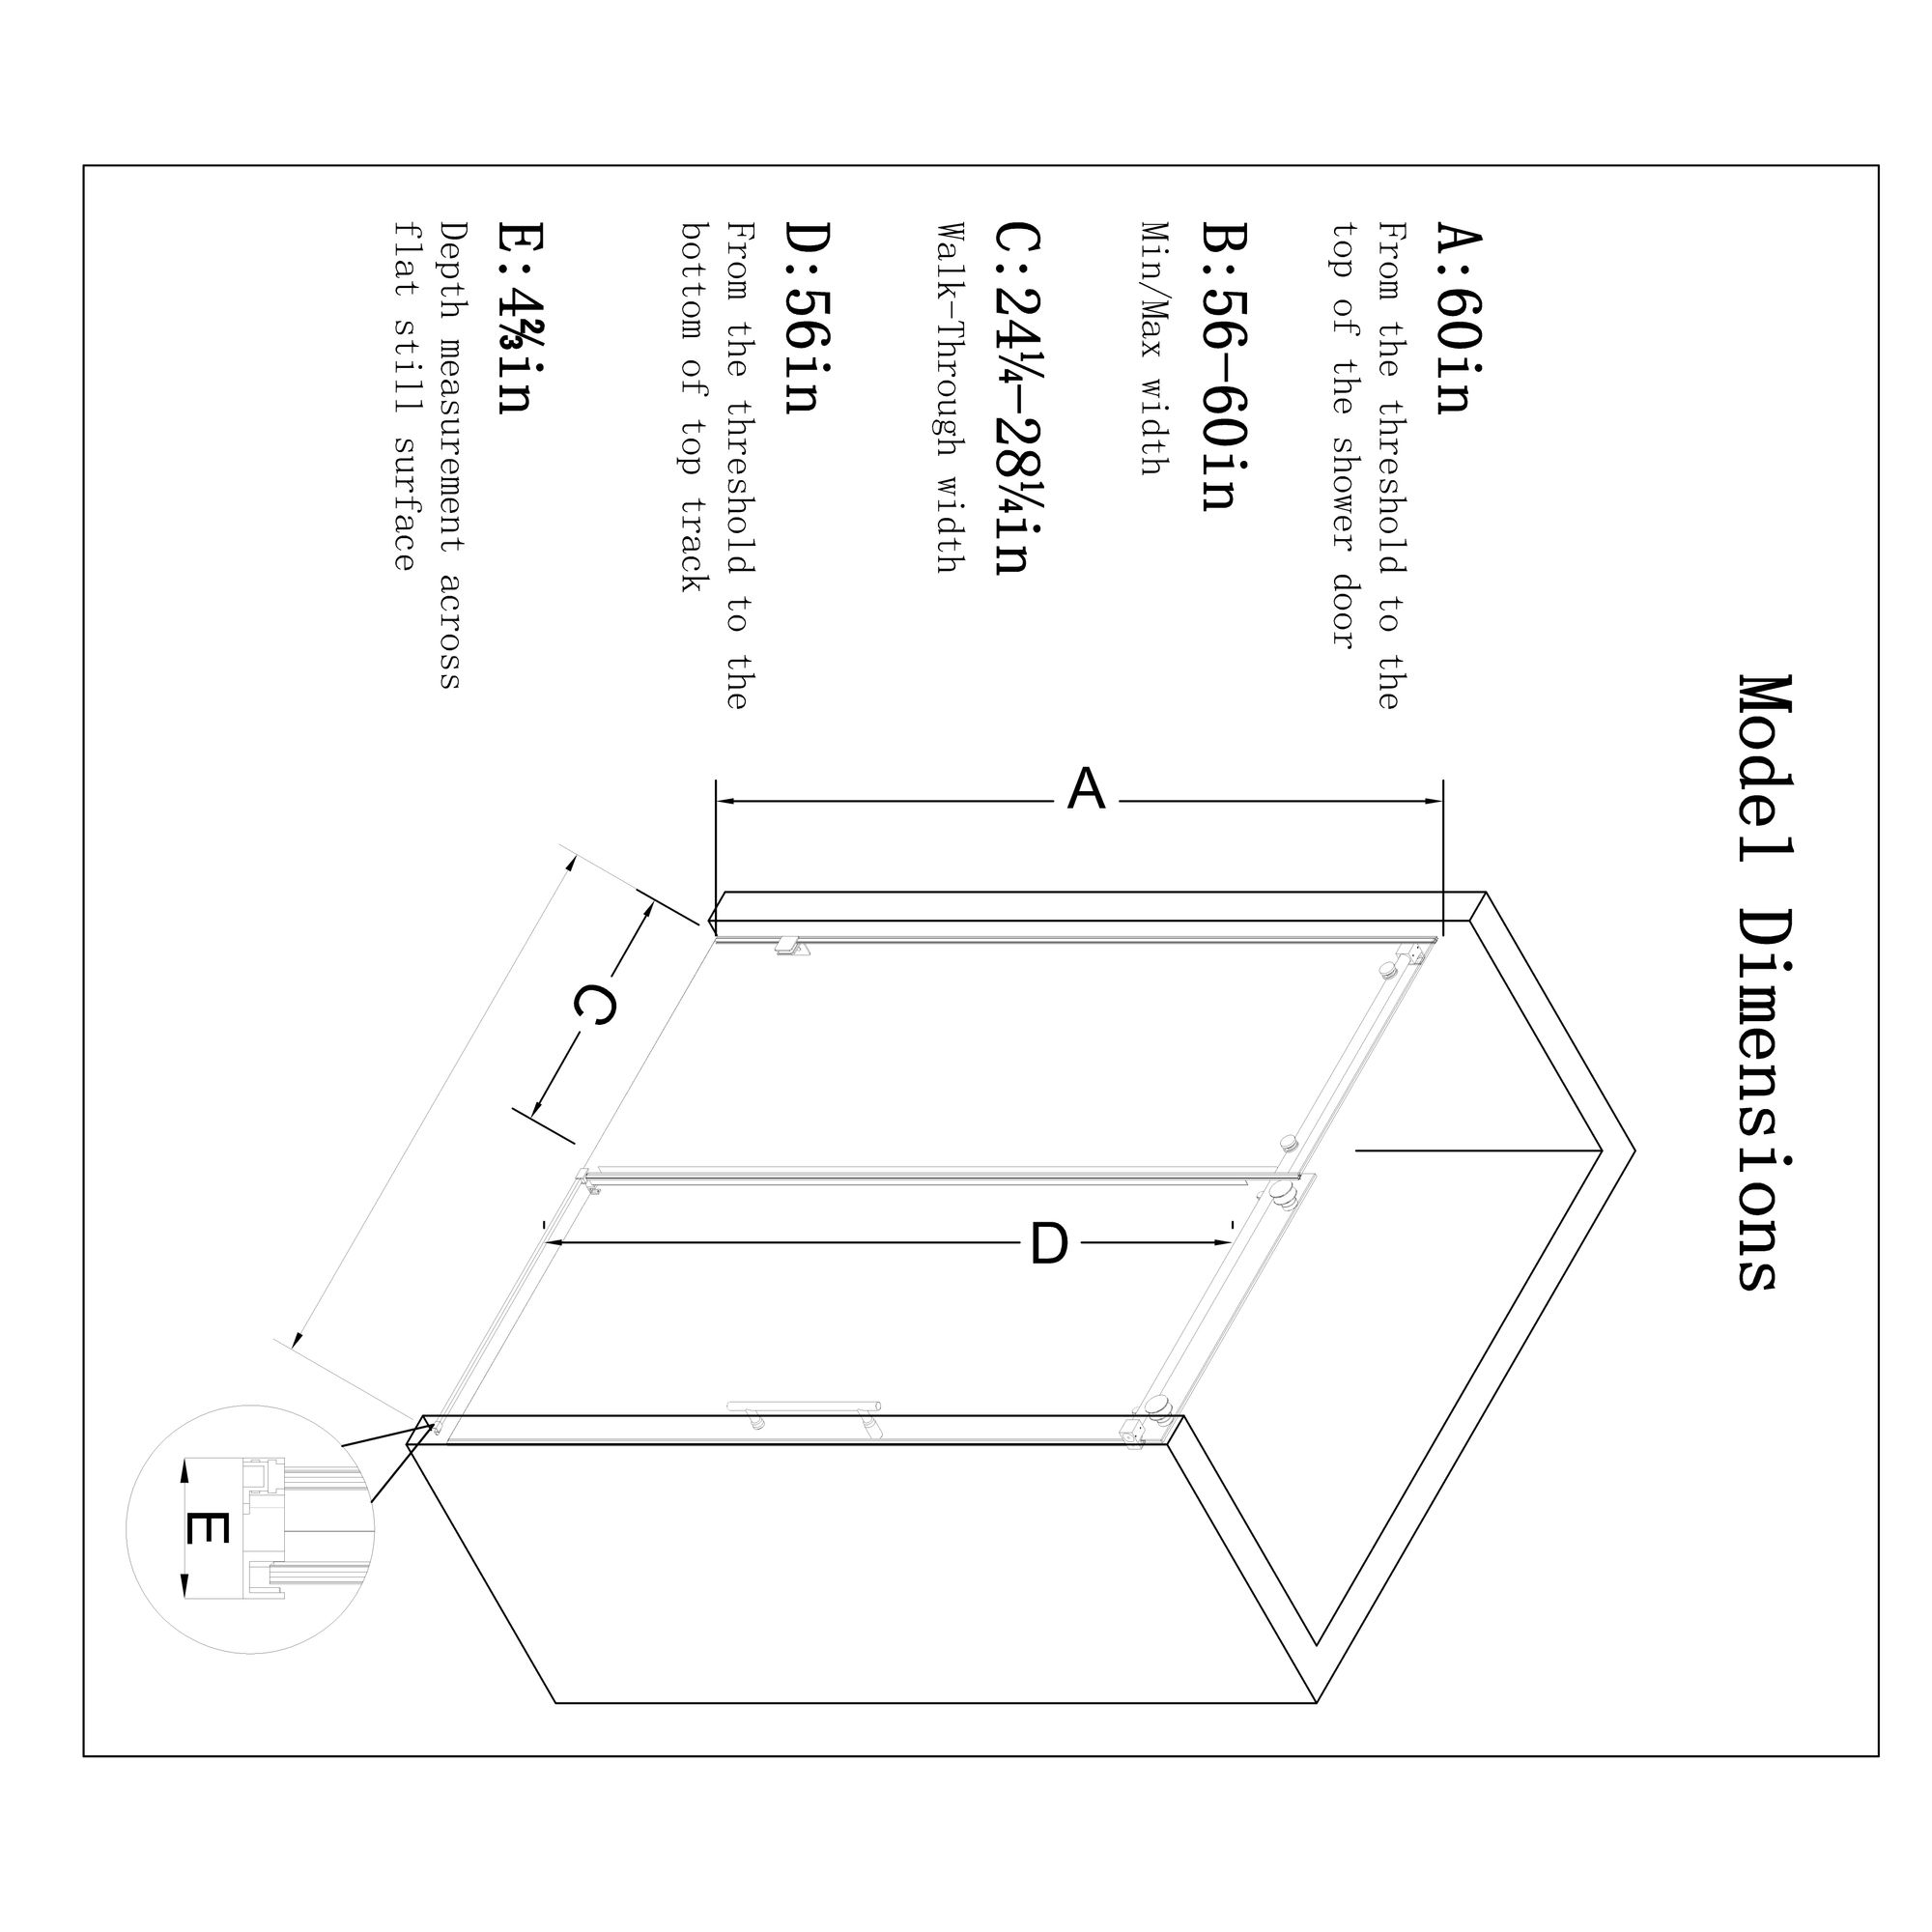 Model Dimensions
A:60in
From the threshold to the
top of the shower door
B:56-60in
Min/Max width
C:24¼-28¼in
Walk-Through width
D:56in
From the threshold to the
bottom of top track
E:4⅔in
Depth measurement across
flat still surface
A
D
C
E